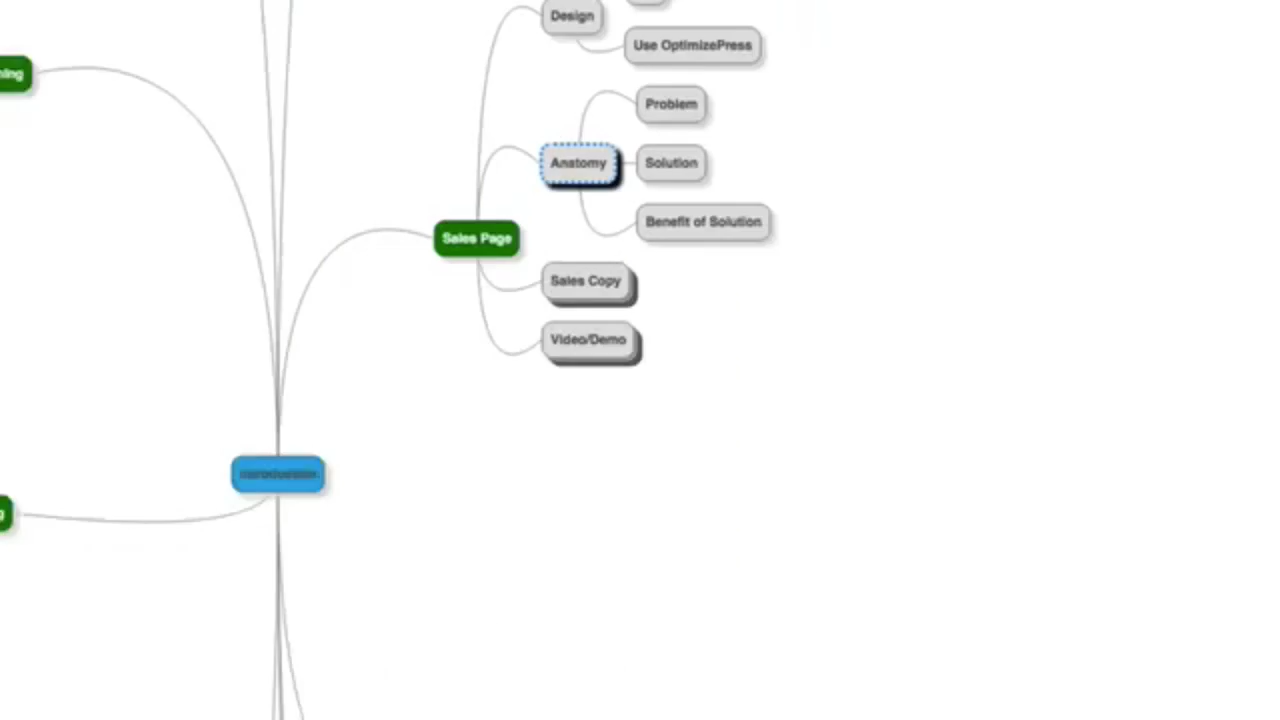 Design
Use OptimizePress
Problem
Anatomy
Solution
Benefit of Solution
Sales Page
Sales Copy
Video/Demo